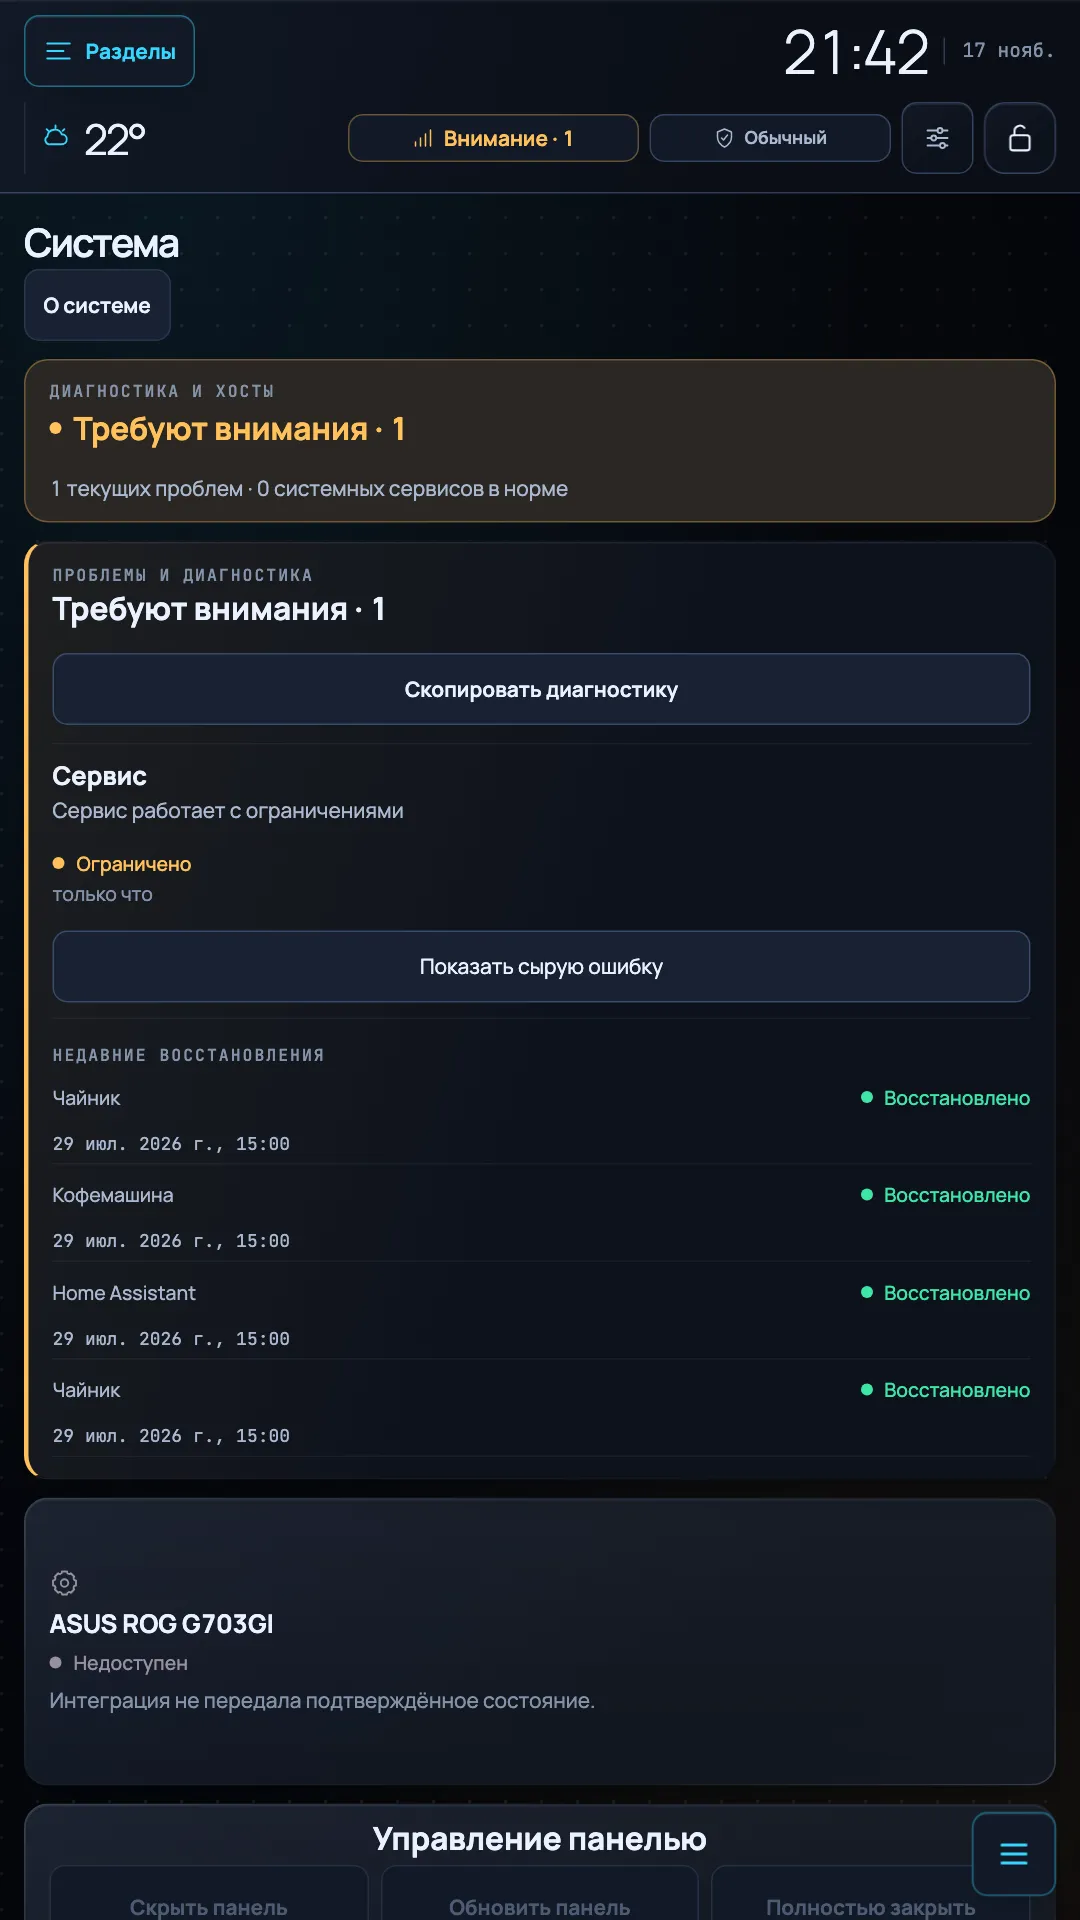 Разделы
21:42
17 нояб.
22°
Внимание · 1
Обычный
Система
О системе
ДИАГНОСТИКА И ХОСТЫ
Требуют внимания · 1
1 текущих проблем · 0 системных сервисов в норме
ПРОБЛЕМЫ И ДИАГНОСТИКА
Требуют внимания · 1
Скопировать диагностику
Сервис
Сервис работает с ограничениями
Ограничено
только что
Показать сырую ошибку
НЕДАВНИЕ ВОССТАНОВЛЕНИЯ
Чайник
Восстановлено
29 июл. 2026 г., 15:00
Кофемашина
Восстановлено
29 июл. 2026 г., 15:00
Home Assistant
Восстановлено
29 июл. 2026 г., 15:00
Чайник
Восстановлено
29 июл. 2026 г., 15:00
ASUS ROG G703GI
Недоступен
Интеграция не передала подтверждённое состояние.
Управление панелью
Скрыть панель
Обновить панель
Полностью закрыть